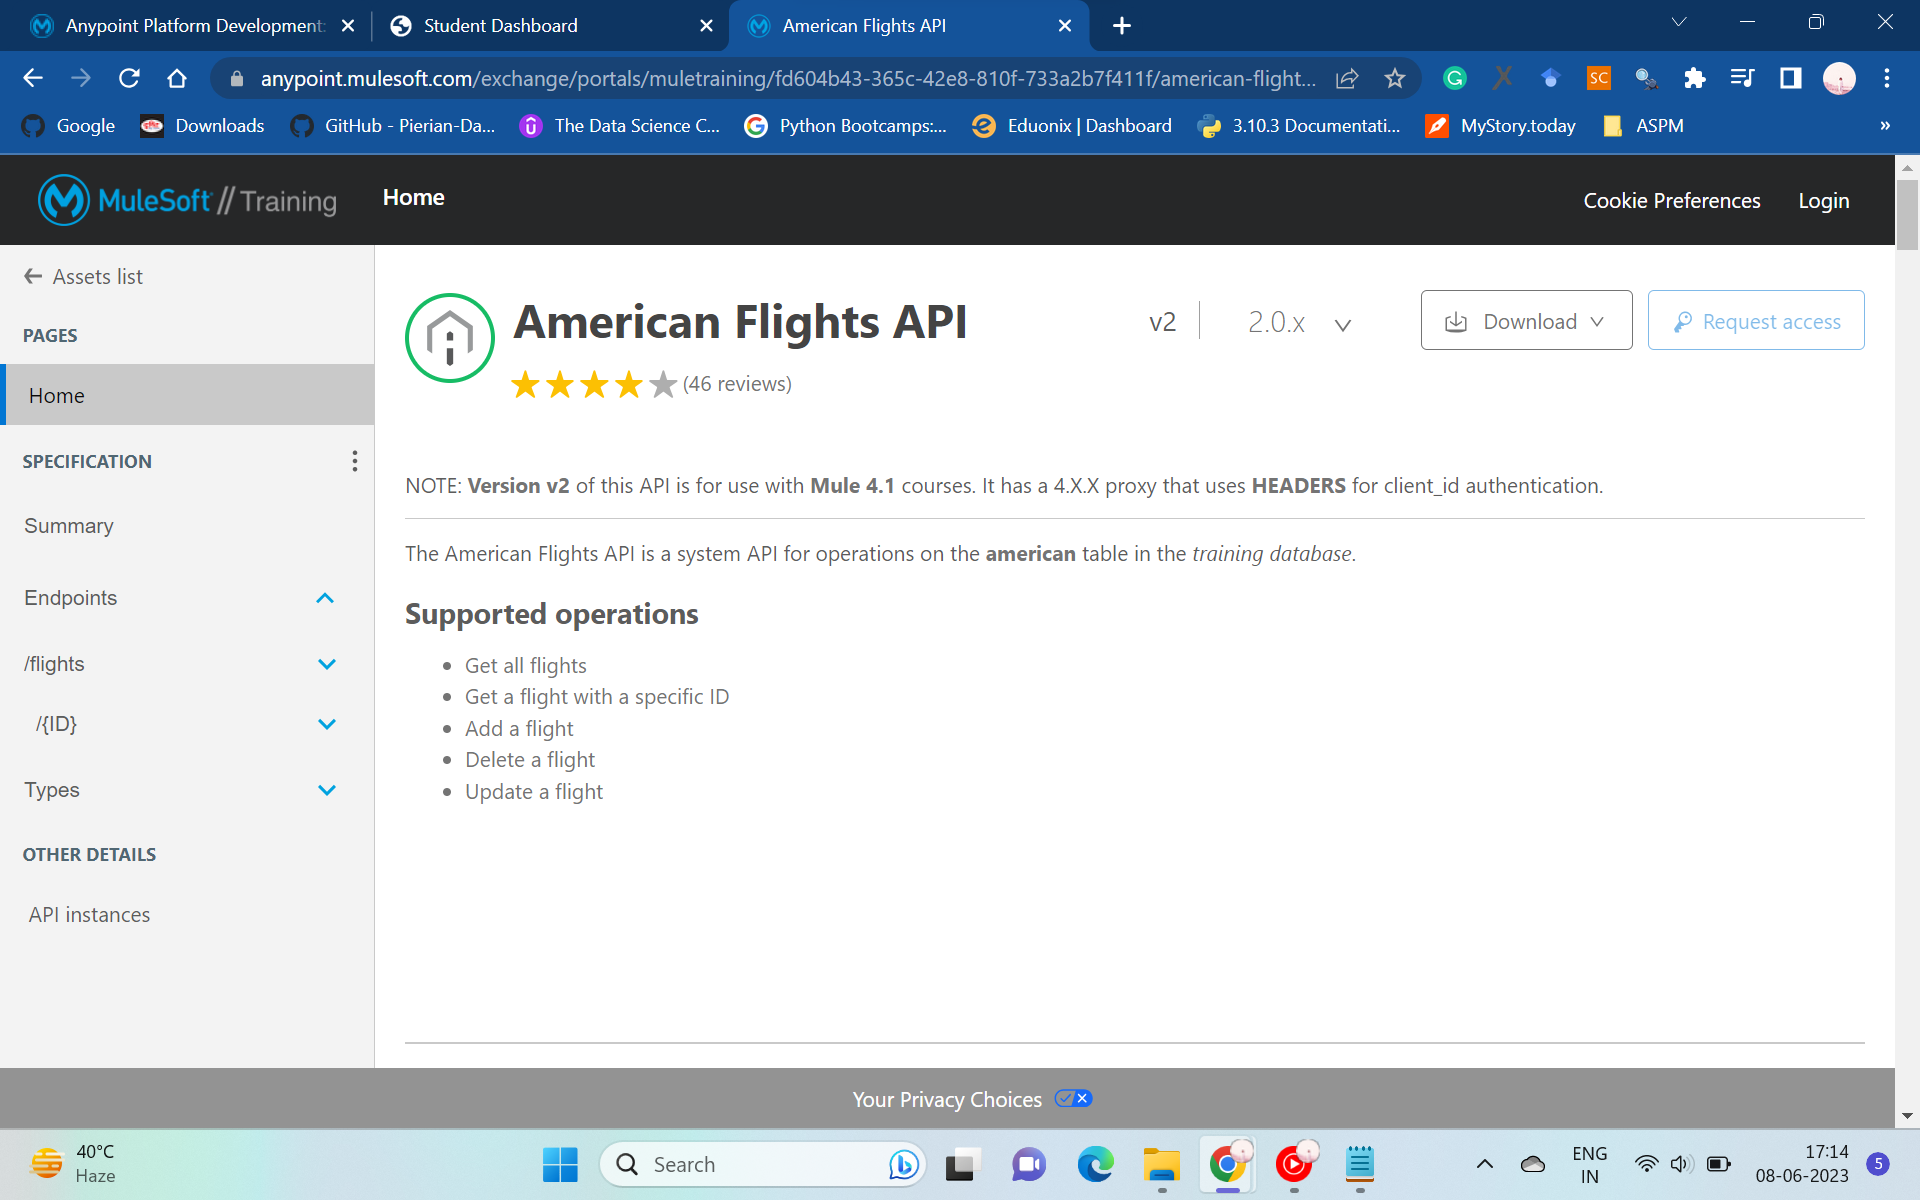 Anypoint Platform Development:
Student Dashboard
American Flights API
anypoint.mulesoft.com/exchange/portals/muletraining/fd604b43-365c-42e8-810f-733a2b7f411f/american-flight...
Google
Downloads
GitHub - Pierian-Da...
The Data Science C...
Python Bootcamps:...
Eduonix | Dashboard
3.10.3 Documentati...
MyStory.today
ASPM
»
MuleSoft // Training
Home
Cookie Preferences
Login
Assets list
PAGES
Home
SPECIFICATION
Summary
Endpoints
/flights
/{ID}
Types
OTHER DETAILS
API instances
American Flights API
(46 reviews)
v2
2.0.x
Download
Request access
NOTE: Version v2 of this API is for use with Mule 4.1 courses. It has a 4.X.X proxy that uses HEADERS for client_id authentication.
The American Flights API is a system API for operations on the american table in the training database.
Supported operations
• Get all flights
• Get a flight with a specific ID
• Add a flight
• Delete a flight
• Update a flight
Your Privacy Choices
40°C
Haze
Search
ENG
IN
17:14
08-06-2023
5
SC